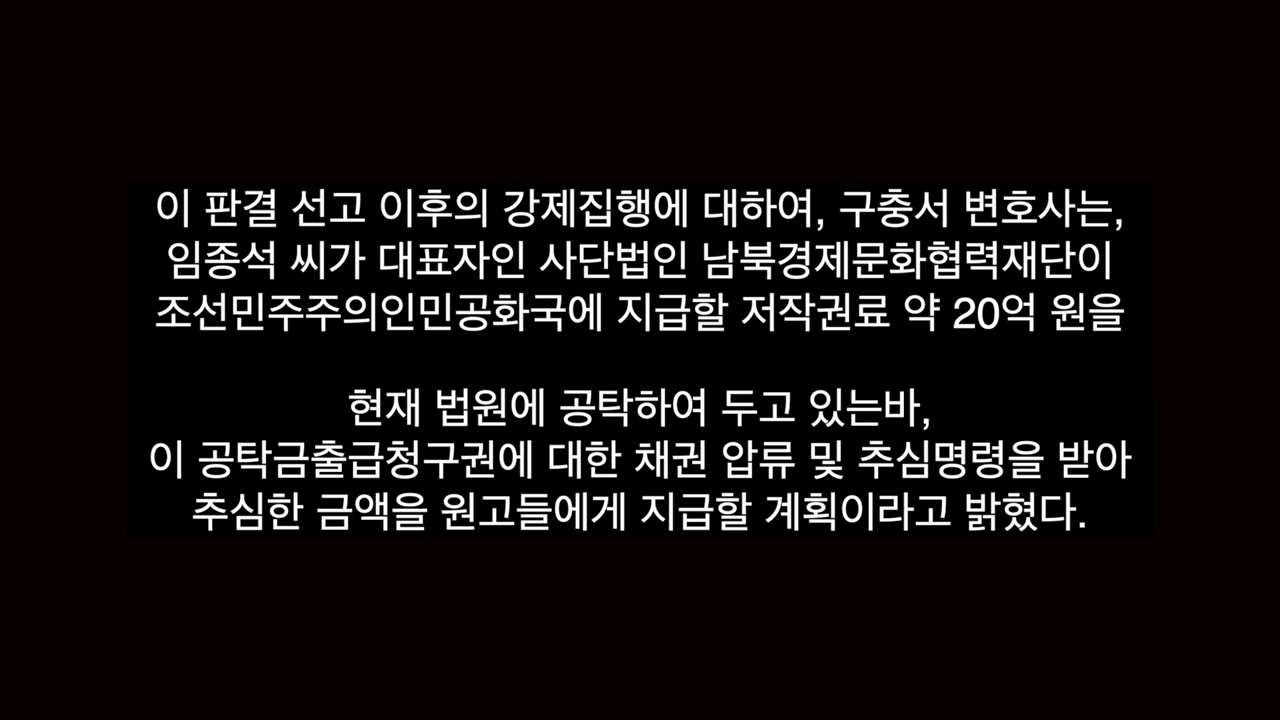 이 판결 선고 이후의 강제집행에 대하여, 구충서 변호사는,
임종석 씨가 대표자인 사단법인 남북경제문화협력재단이
조선민주주의인민공화국에 지급할 저작권료 약 20억 원을
현재 법원에 공탁하여 두고 있는바,
이 공탁금출급청구권에 대한 채권 압류 및 추심명령을 받아
추심한 금액을 원고들에게 지급할 계획이라고 밝혔다.